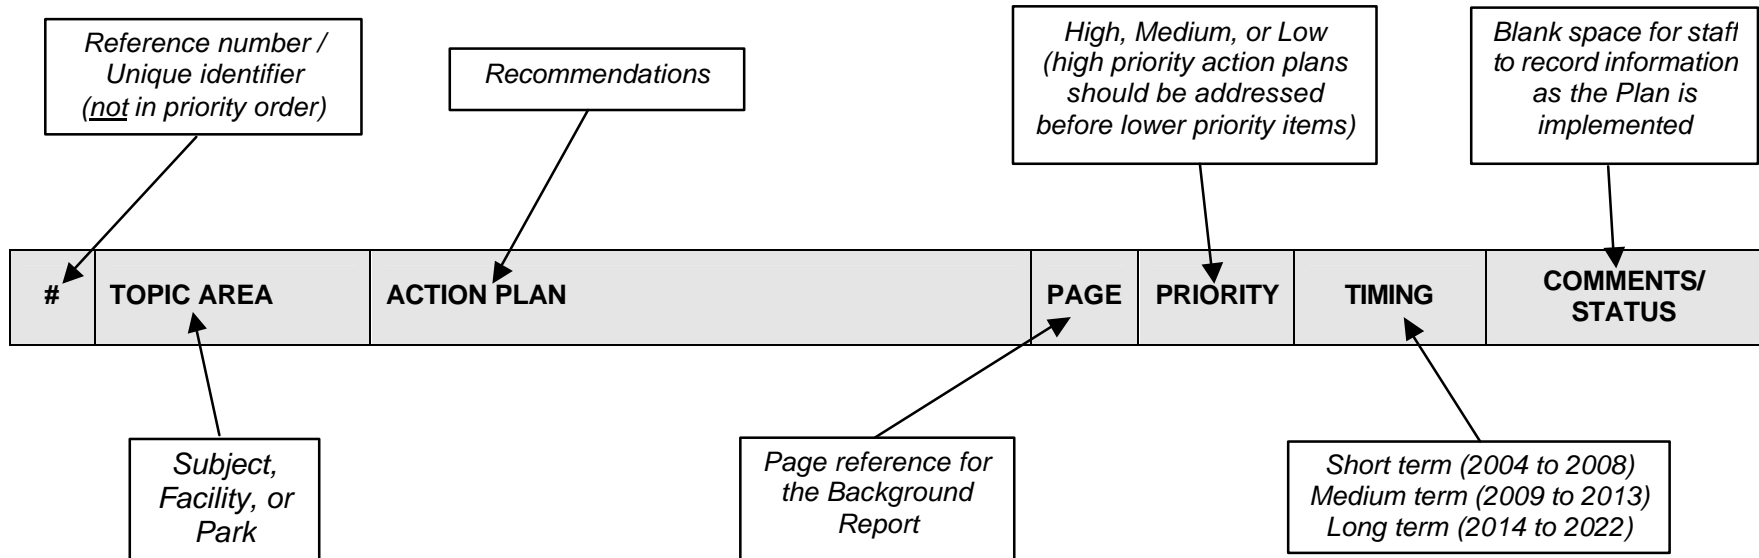 Reference number /
Unique identifier
(not in priority order)
Recommendations
High, Medium, or Low
(high priority action plans
should be addressed
before lower priority items)
Blank space for staff
to record information
as the Plan is
implemented
# TOPIC AREA ACTION PLAN PAGE PRIORITY TIMING COMMENTS/
STATUS
Subject,
Facility, or
Park
Page reference for
the Background
Report
Short term (2004 to 2008)
Medium term (2009 to 2013)
Long term (2014 to 2022)